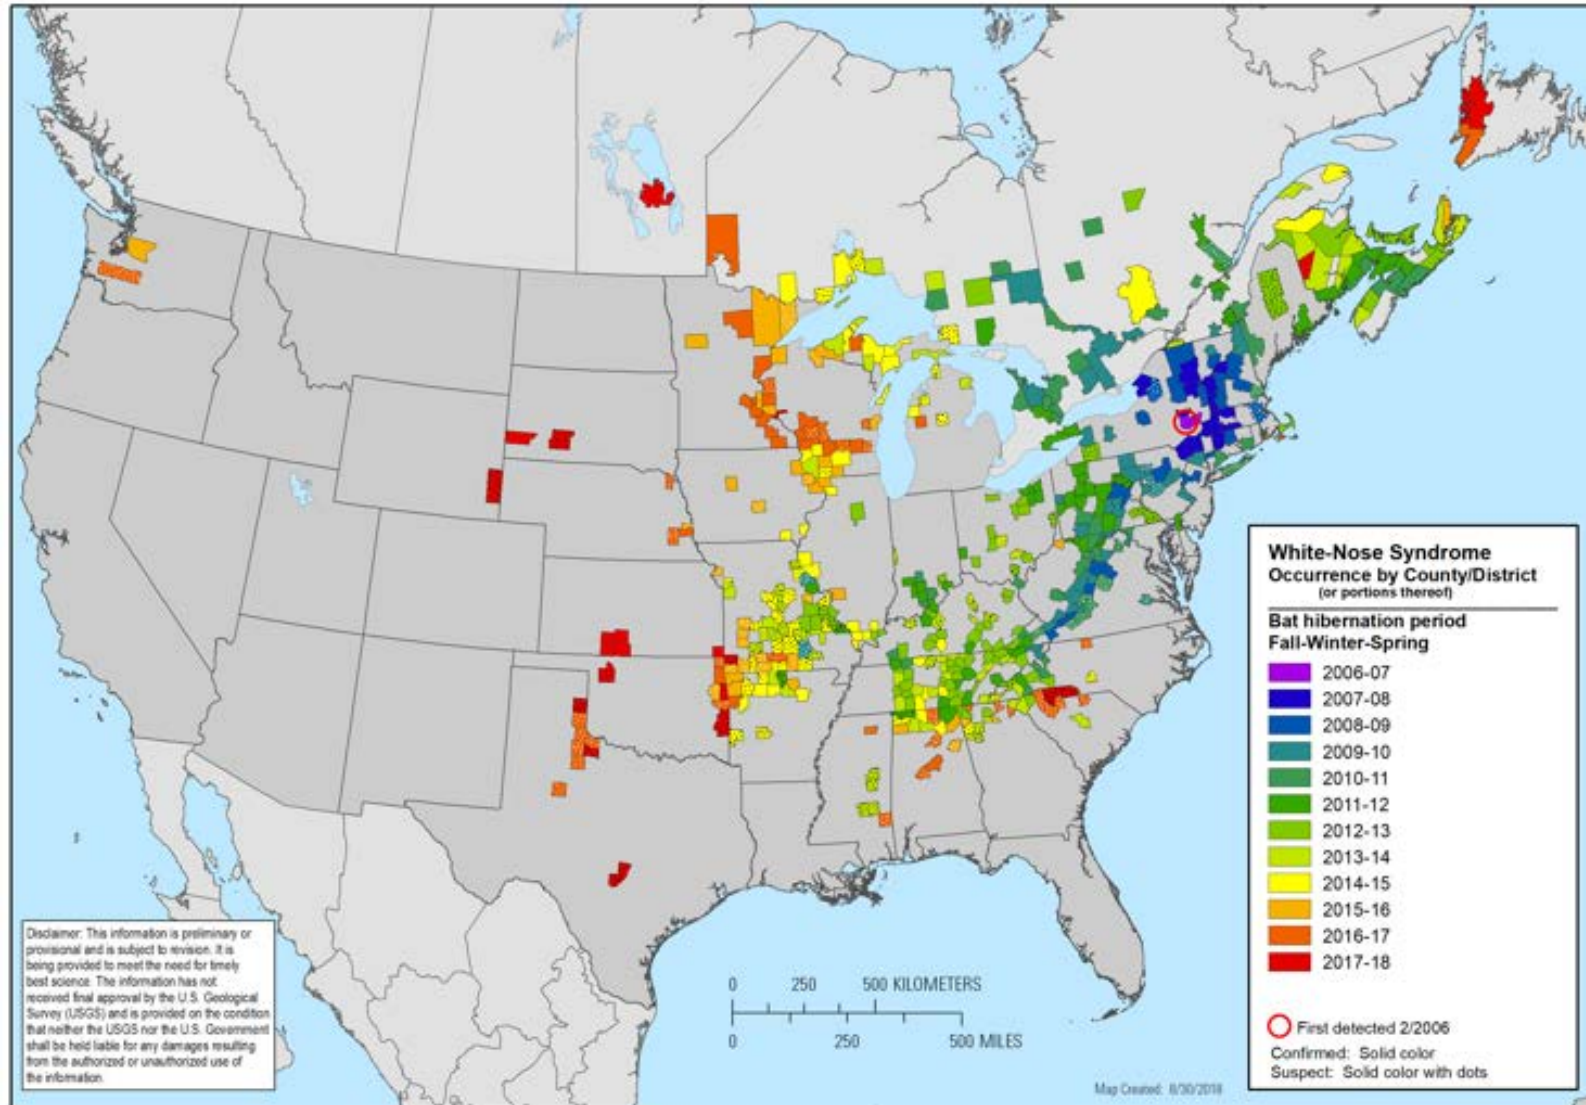 White-Nose Syndrome
Occurrence by County/District
(or portions thereof)
Bat hibernation period
Fall-Winter-Spring
2006-07
2007-08
2008-09
2009-10
2010-11
2011-12
2012-13
2013-14
2014-15
2015-16
2016-17
2017-18
First detected 2/2006
Confirmed: Solid color
Suspect: Solid color with dots
Disclaimer: This information is preliminary or
provisional and is subject to revision. It is
being provided to meet the need for timely
best science. The information has not
received final approval by the U.S. Geological
Survey (USGS) and is provided on the condition
that neither the USGS nor the U.S. Government
shall be held liable for any damages resulting
from the authorized or unauthorized use of
the information.
0 250 500 KILOMETERS
0 250 500 MILES
Map Created: 8/30/2018